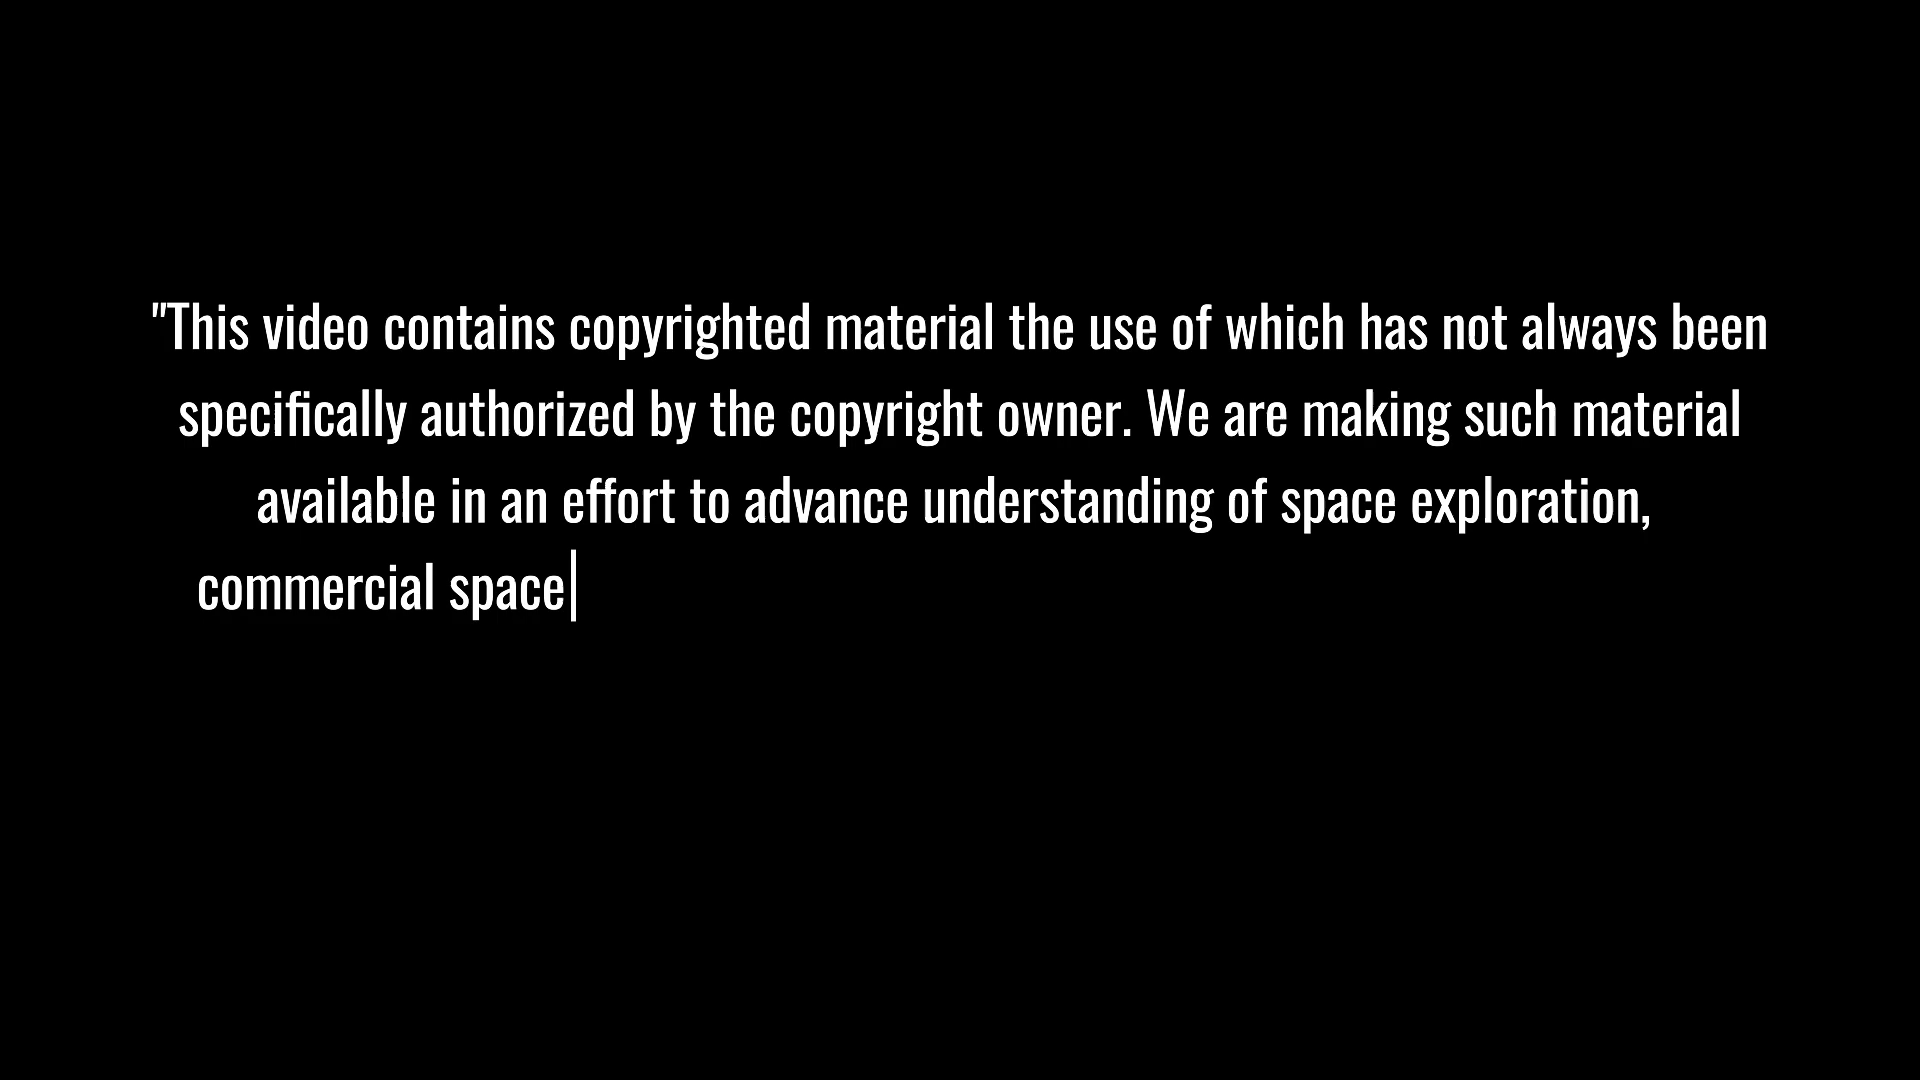 "This video contains copyrighted material the use of which has not always been
specifically authorized by the copyright owner. We are making such material
available in an effort to advance understanding of space exploration,
commercial space